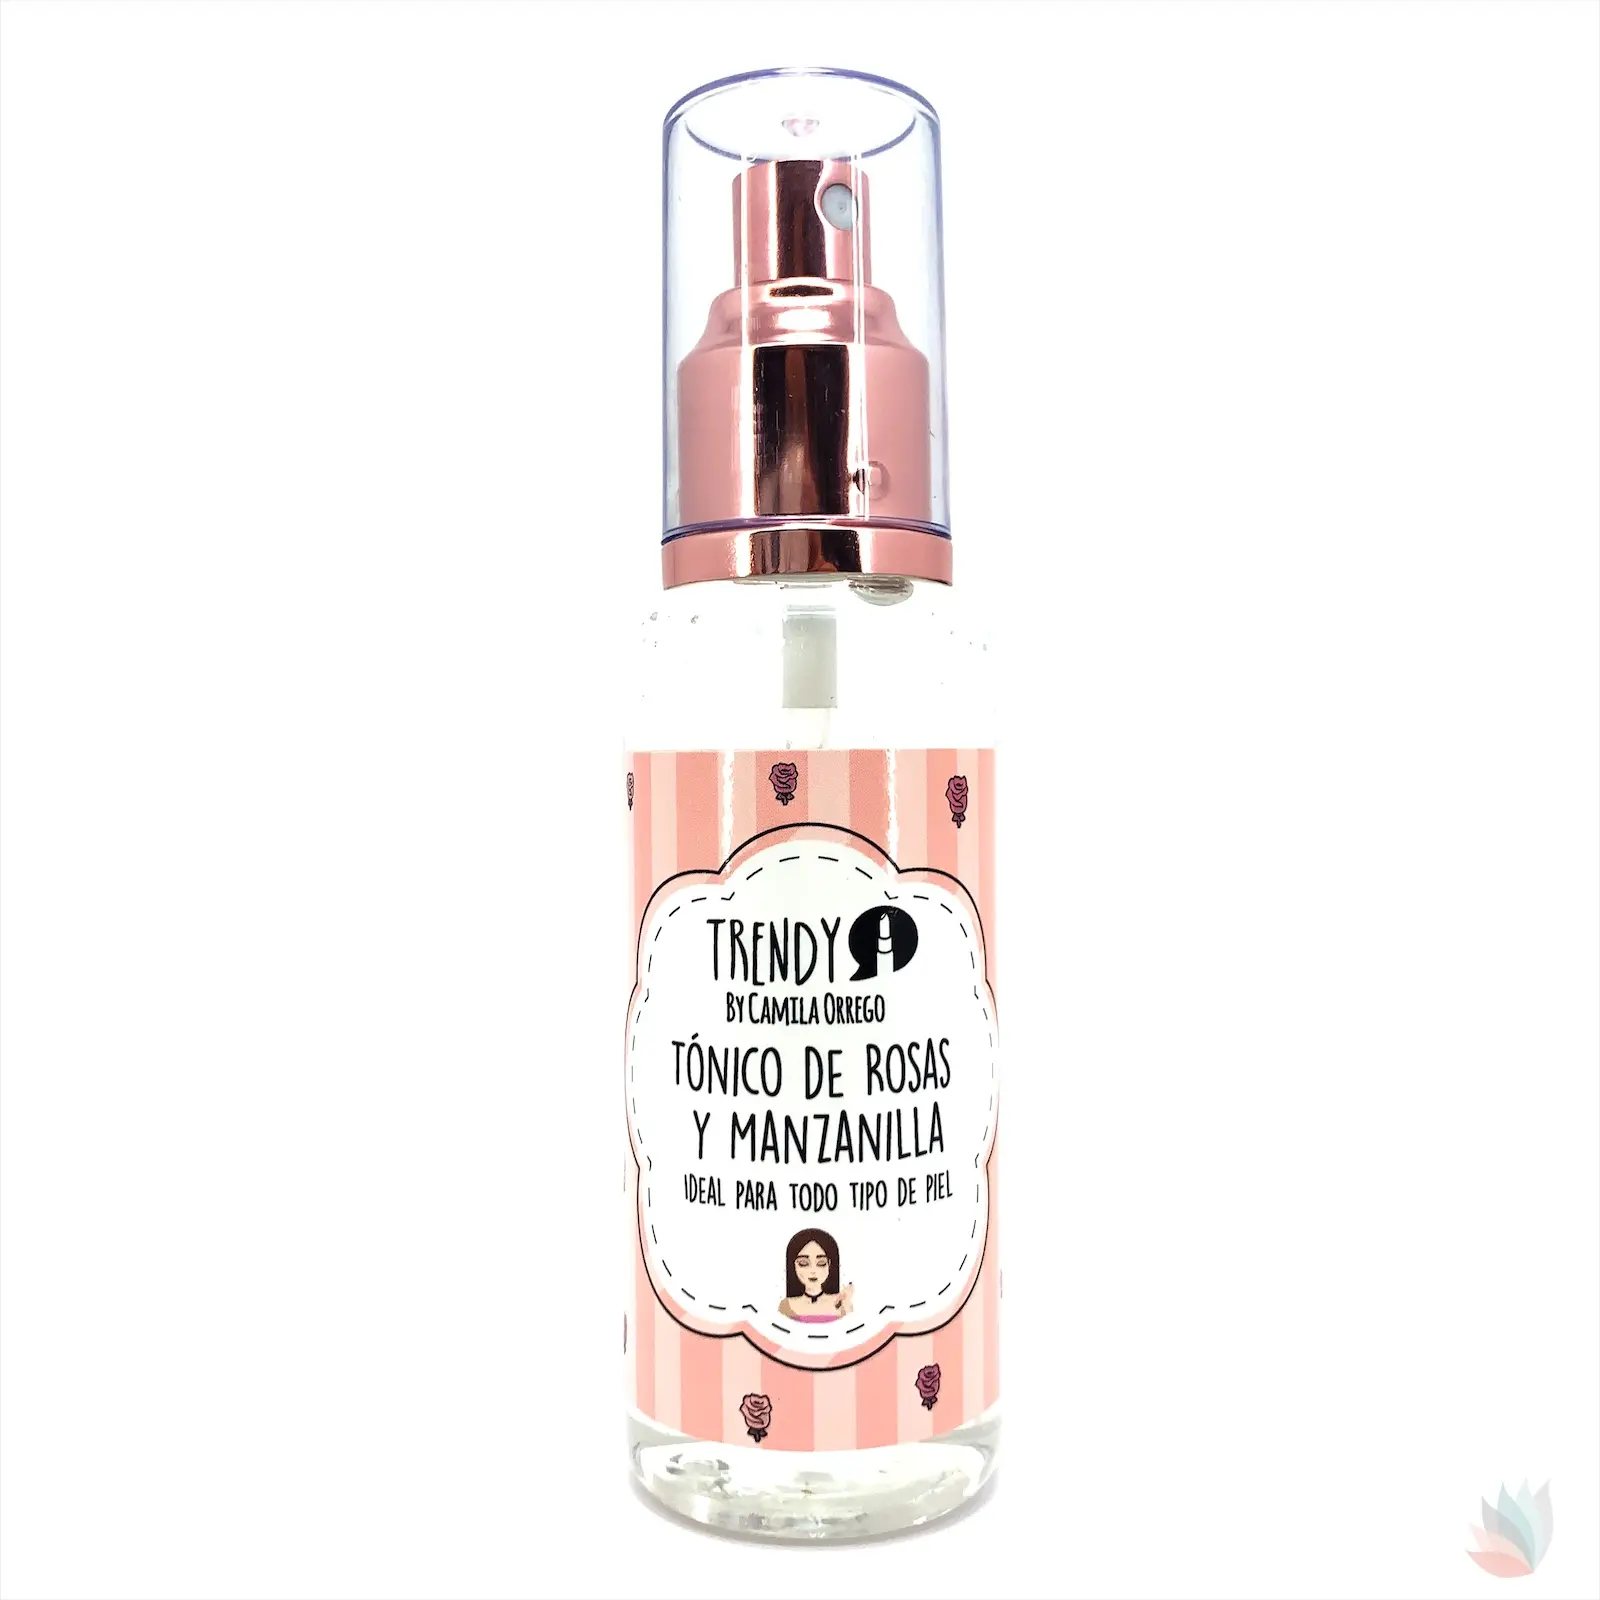 TRENDY
BY CAMILA ORREGO
TÓNICO DE ROSAS
Y MANZANILLA
IDEAL PARA TODO TIPO DE PIEL